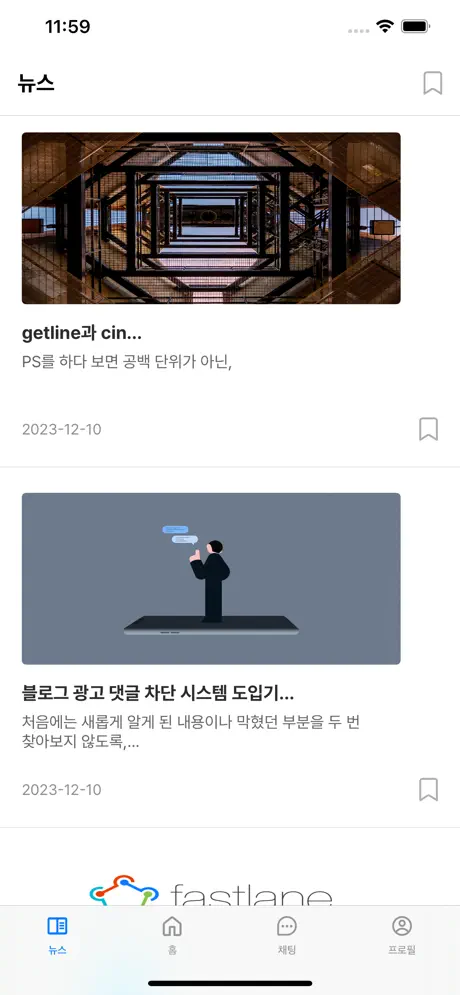 11:59
뉴스
getline과 cin...
PS를 하다 보면 공백 단위가 아닌,
2023-12-10
블로그 광고 댓글 차단 시스템 도입기...
처음에는 새롭게 알게 된 내용이나 막혔던 부분을 두 번
찾아보지 않도록,...
2023-12-10
fastlane
뉴스
홈
채팅
프로필